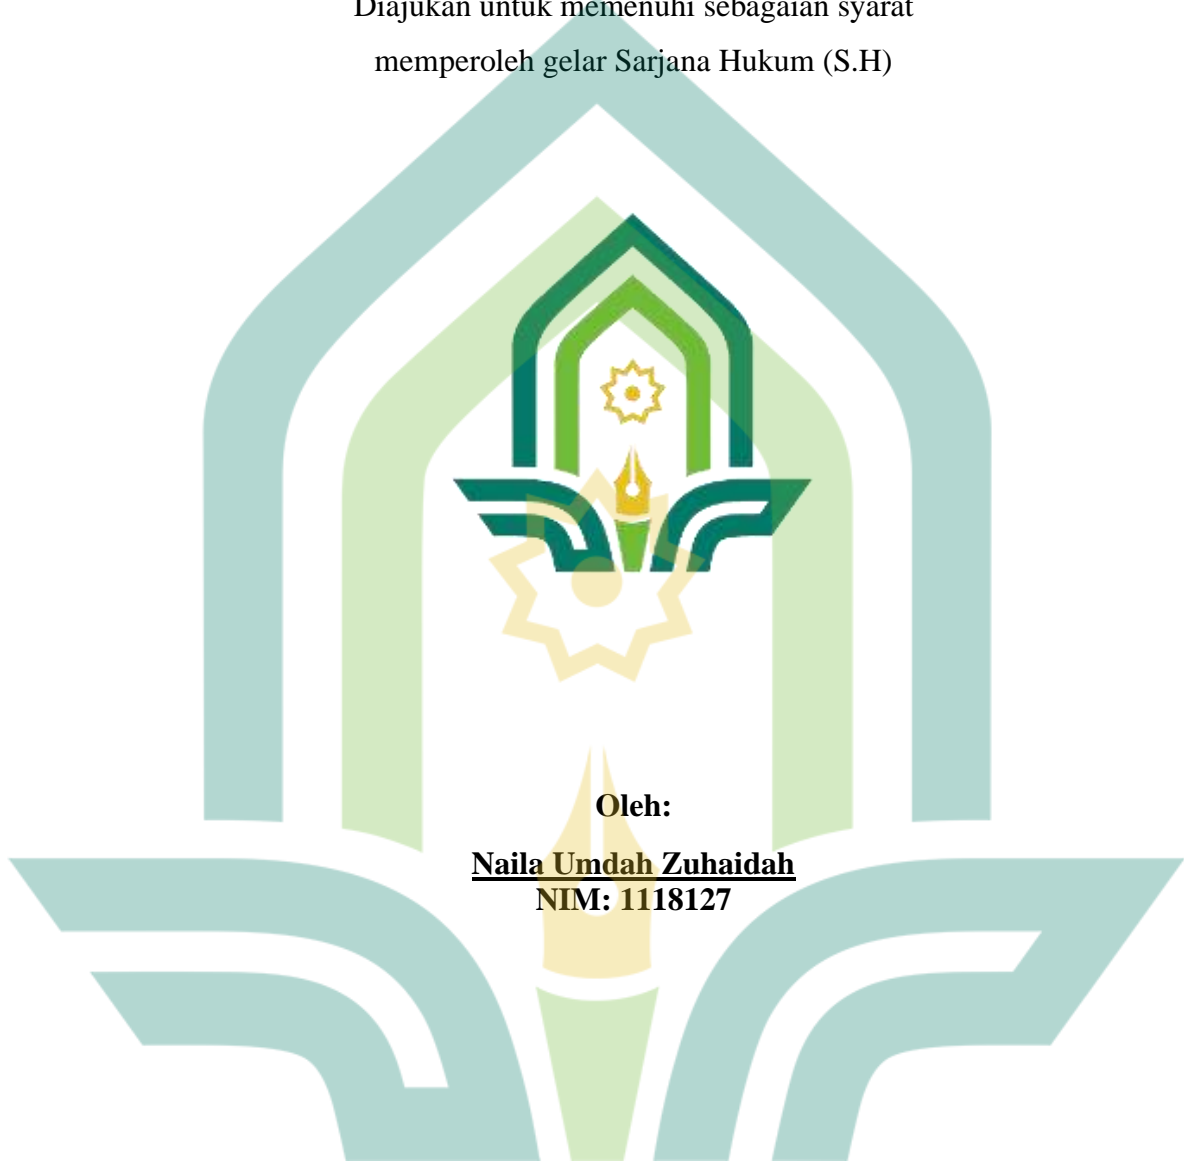 Diajukan untuk memenuhi sebagaian syarat
memperoleh gelar Sarjana Hukum (S.H)
Oleh:
Naila Umdah Zuhaidah
NIM: 1118127